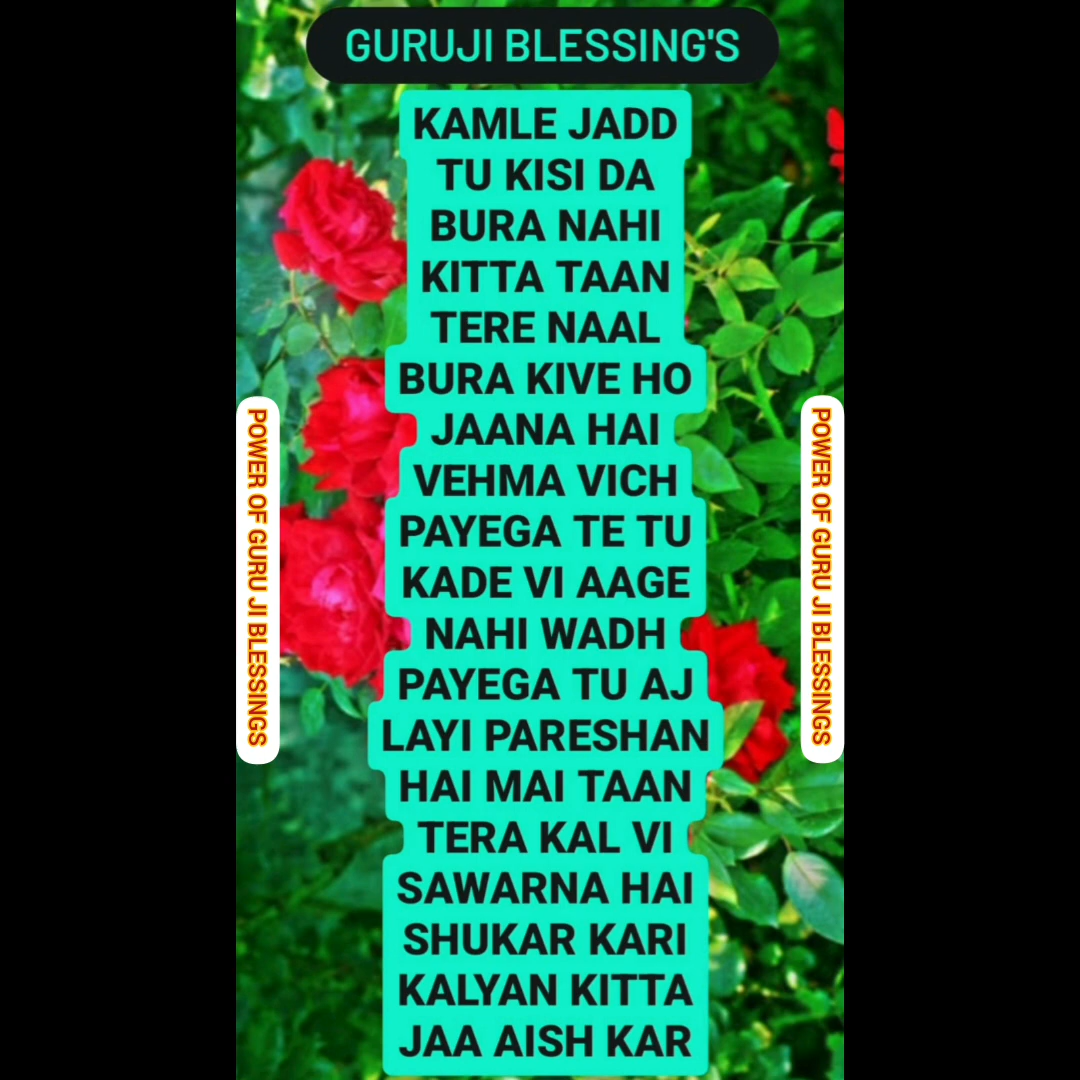 GURUJI BLESSING'S
KAMLE JADD
TU KISI DA
BURA NAHI
KITTA TAAN
TERE NAAL
BURA KIVE HO
JAANA HAI
VEHMA VICH
PAYEGA TE TU
KADE VI AAGE
NAHI WADH
PAYEGA TU AJ
LAYI PARESHAN
HAI MAI TAAN
TERA KAL VI
SAWARNA HAI
SHUKAR KARI
KALYAN KITTA
JAA AISH KAR
POWER OF GURU JI BLESSINGS
POWER OF GURU JI BLESSINGS